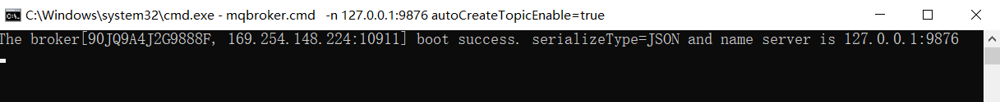 C:\Windows\system32\cmd.exe - mqbroker.cmd  -n 127.0.0.1:9876 autoCreateTopicEnable=true
The broker[90JQ9A4J2G9888F, 169.254.148.224:10911] boot success. serializeType=JSON and name server is 127.0.0.1:9876